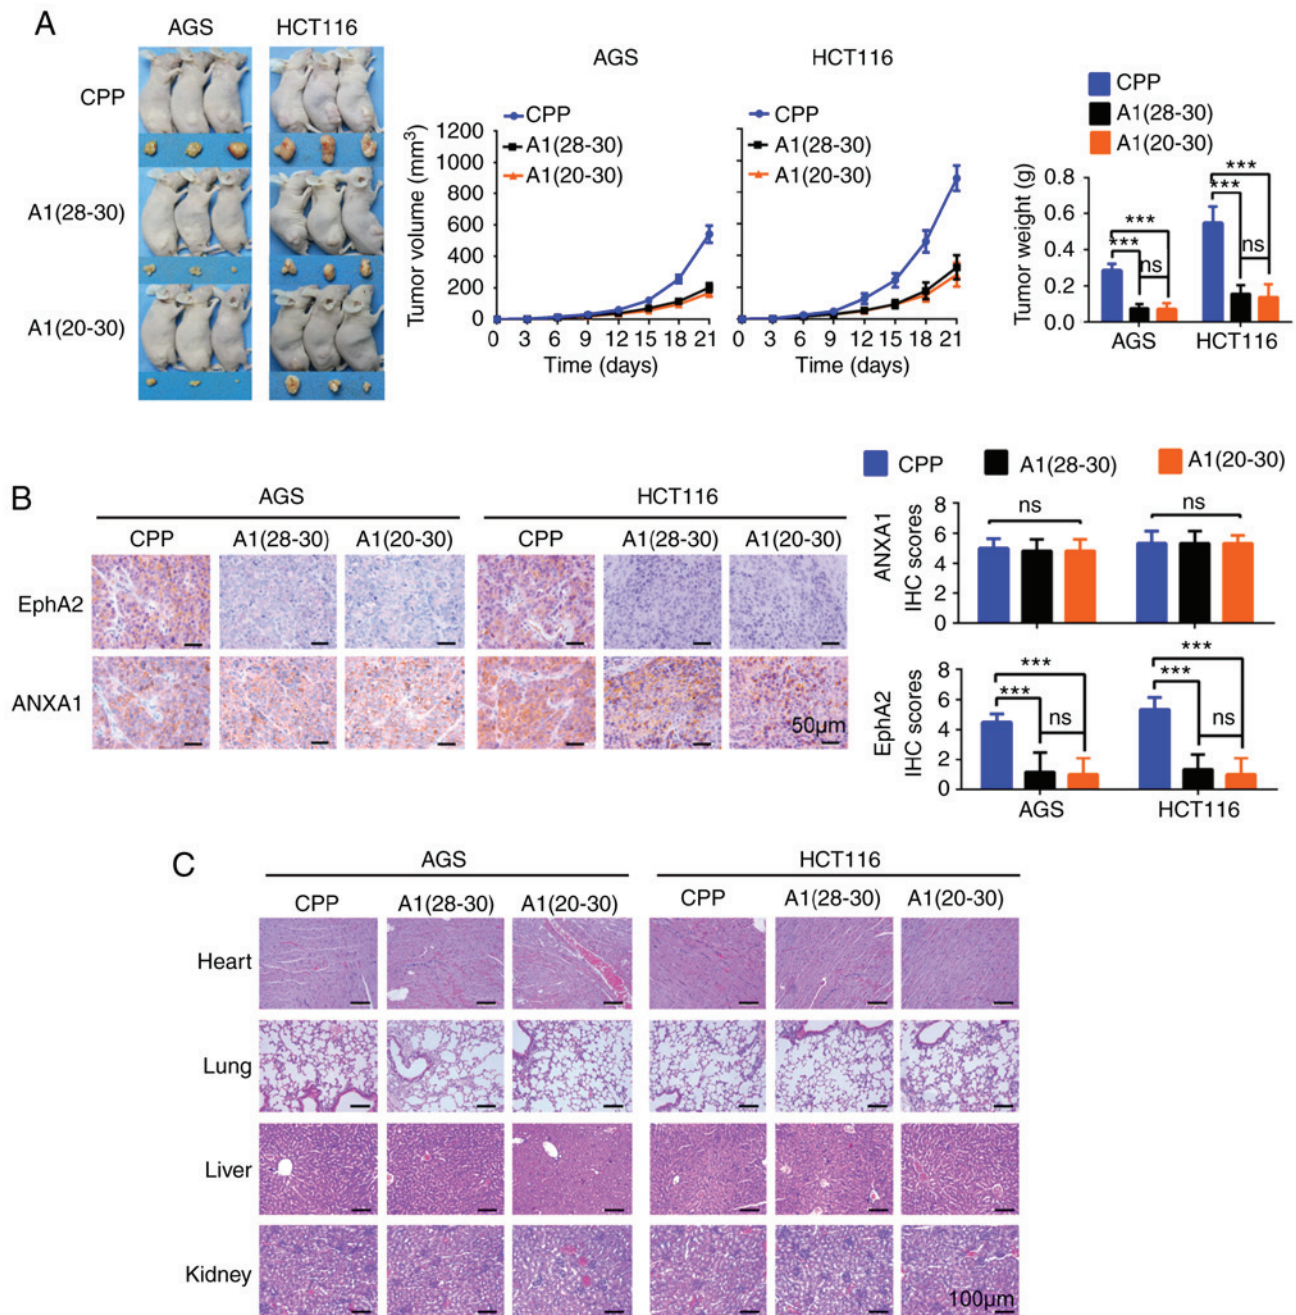 A
AGS HCT116
CPP
A1(28-30)
A1(20-30)
AGS
CPP
A1(28-30)
A1(20-30)
Tumor volume (mm³)
1200
1000
800
600
400
200
0
0 3 6 9 12 15 18 21
Time (days)
HCT116
CPP
A1(28-30)
A1(20-30)
0 3 6 9 12 15 18 21
Time (days)
CPP
A1(28-30)
A1(20-30)
Tumor weight (g)
0.8
0.6
0.4
0.2
0.0
***
***
ns
***
***
ns
AGS HCT116
B
AGS HCT116
CPP A1(28-30) A1(20-30) CPP A1(28-30) A1(20-30)
EphA2
ANXA1
50µm
CPP A1(28-30) A1(20-30)
ANXA1
IHC scores
8
6
4
2
0
ns ns
EphA2
IHC scores
8
6
4
2
0
***
***
ns
***
***
ns
AGS HCT116
C
AGS HCT116
CPP A1(28-30) A1(20-30) CPP A1(28-30) A1(20-30)
Heart
Lung
Liver
Kidney
100µm